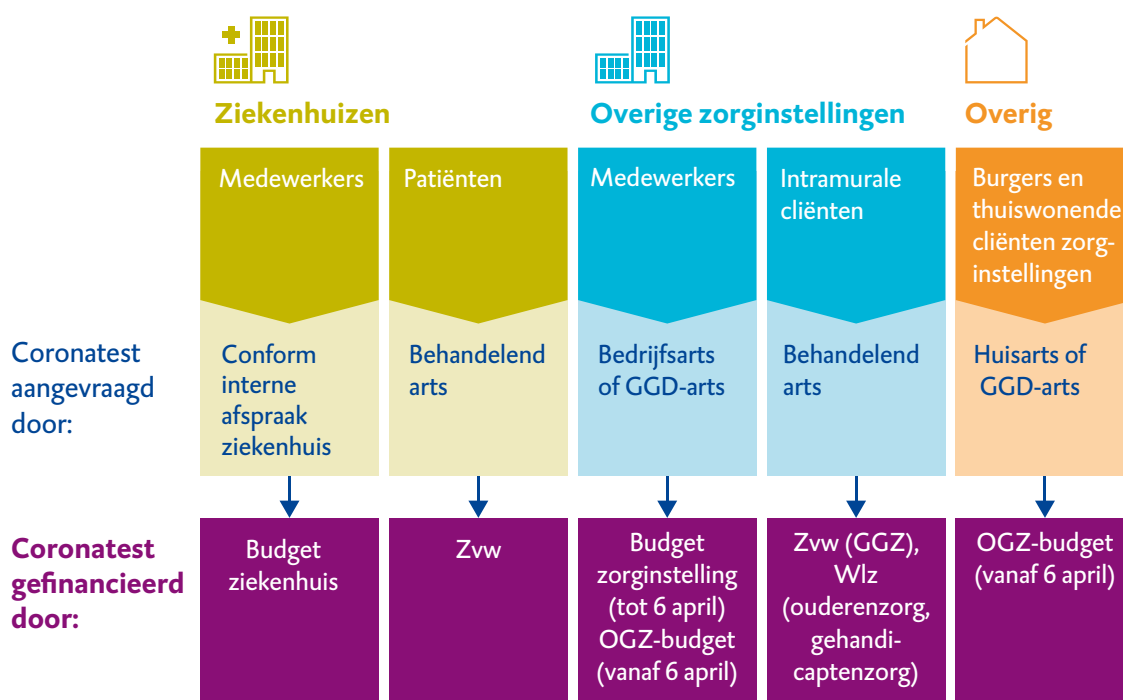 Ziekenhuizen
Overige zorginstellingen
Overig
Medewerkers
Patiënten
Medewerkers
Intramurale
cliënten
Burgers en
thuiswonende
cliënten zorg-
instellingen
Coronatest
aangevraagd
door:
Conform
interne
afspraak
ziekenhuis
Behandelend
arts
Bedrijfsarts
of GGD-arts
Behandelend
arts
Huisarts of
GGD-arts
Coronatest
gefinancieerd
door:
Budget
ziekenhuis
Zvw
Budget
zorginstelling
(tot 6 april)
OGZ-budget
(vanaf 6 april)
Zvw (GGZ),
Wlz
(ouderenzorg,
gehandi-
captenzorg)
OGZ-budget
(vanaf 6 april)